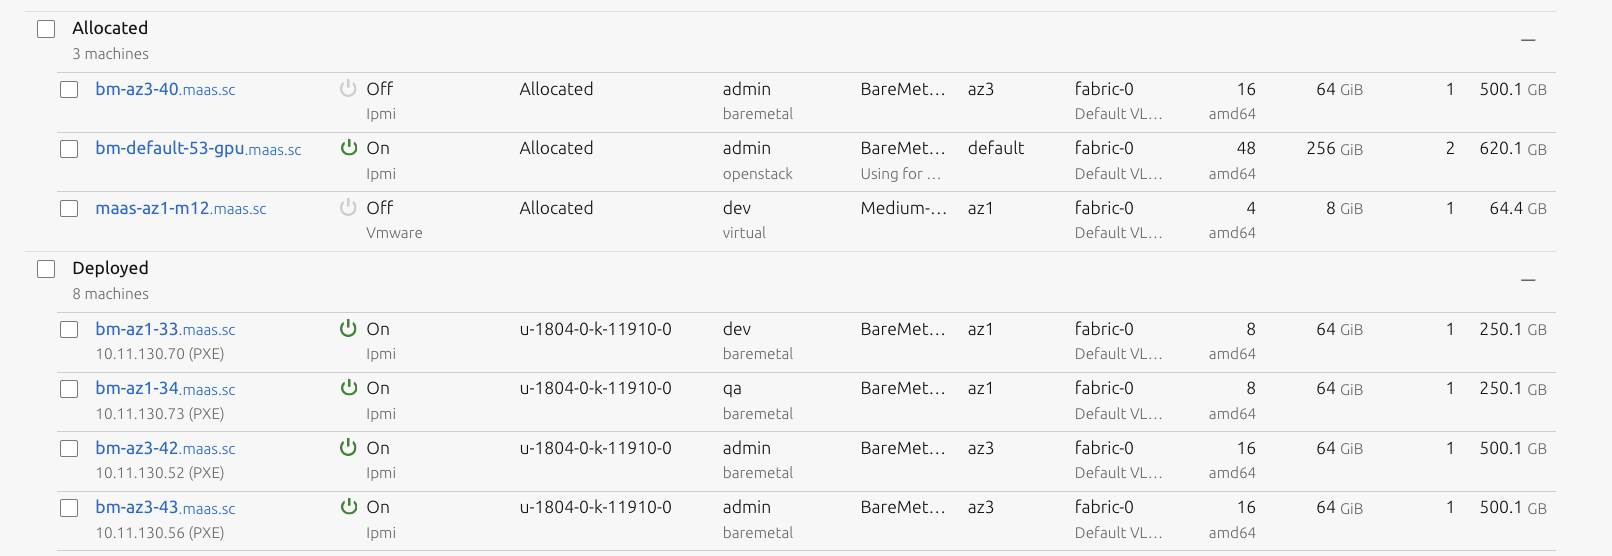 Allocated
3 machines
bm-az3-40.maas.sc Off Allocated admin BareMet... az3 fabric-0 16 64 GiB 1 500.1 GB
Ipmi baremetal Default VL... amd64
bm-default-53-gpu.maas.sc On Allocated admin BareMet... default fabric-0 48 256 GiB 2 620.1 GB
Ipmi openstack Using for ... Default VL... amd64
maas-az1-m12.maas.sc Off Allocated dev Medium-... az1 fabric-0 4 8 GiB 1 64.4 GB
Vmware virtual Default VL... amd64
Deployed
8 machines
bm-az1-33.maas.sc On u-1804-0-k-11910-0 dev BareMet... az1 fabric-0 8 64 GiB 1 250.1 GB
10.11.130.70 (PXE) Ipmi baremetal Default VL... amd64
bm-az1-34.maas.sc On u-1804-0-k-11910-0 qa BareMet... az1 fabric-0 8 64 GiB 1 250.1 GB
10.11.130.73 (PXE) Ipmi baremetal Default VL... amd64
bm-az3-42.maas.sc On u-1804-0-k-11910-0 admin BareMet... az3 fabric-0 16 64 GiB 1 500.1 GB
10.11.130.52 (PXE) Ipmi baremetal Default VL... amd64
bm-az3-43.maas.sc On u-1804-0-k-11910-0 admin BareMet... az3 fabric-0 16 64 GiB 1 500.1 GB
10.11.130.56 (PXE) Ipmi baremetal Default VL... amd64